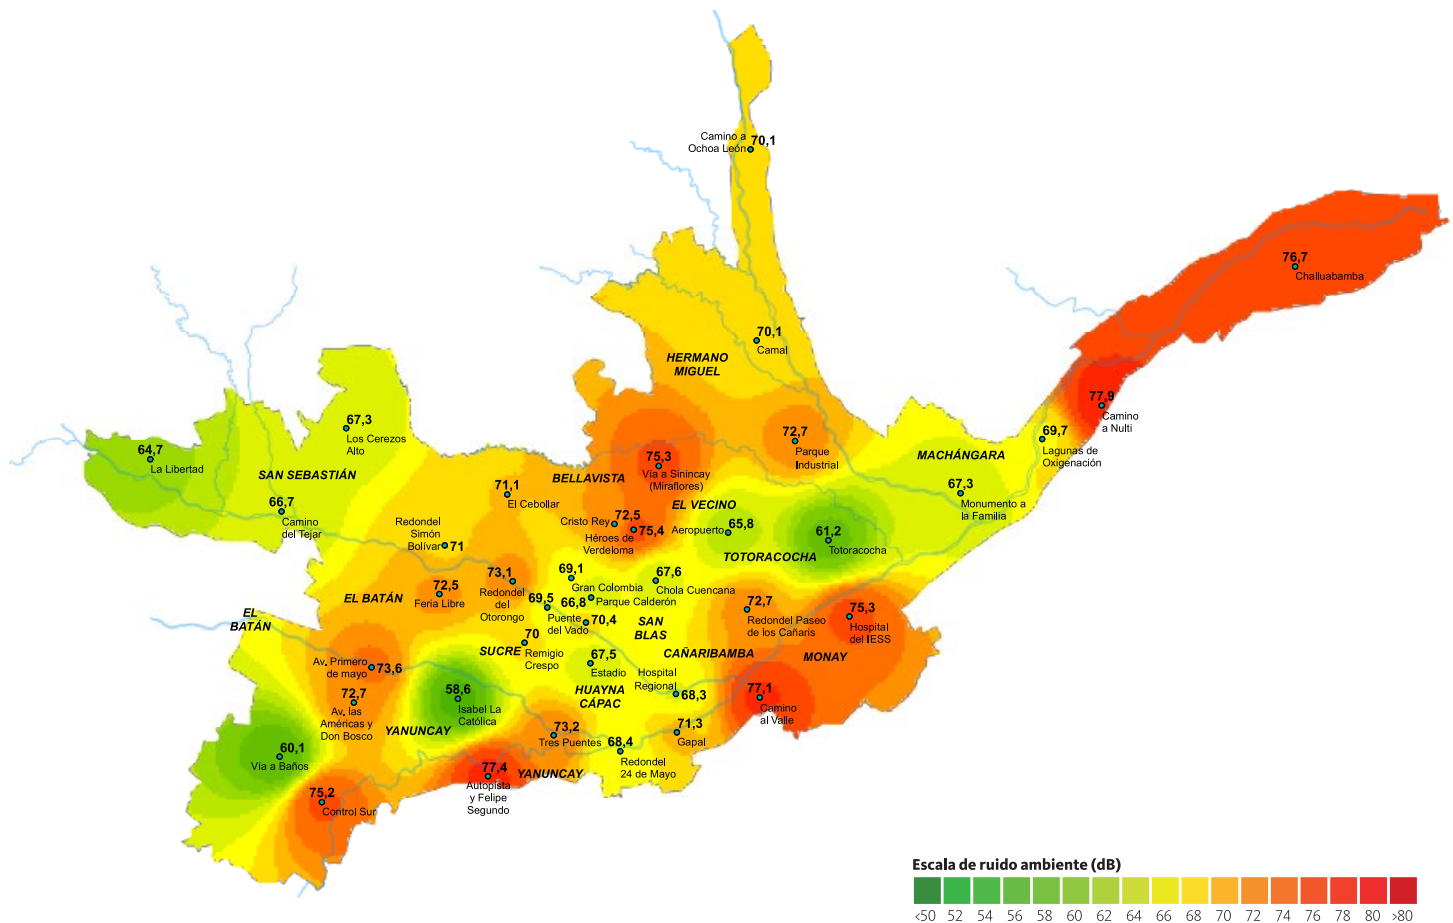 Camino a
Ochoa León
70,1
76,7
Challuabamba
70,1
Camal
HERMANO
MIGUEL
77,9
Camino
a Nulti
69,7
Lagunas de
Oxigenación
67,3
Los Cerezos
Alto
64,7
La Libertad
SAN SEBASTIÁN
66,7
Camino
del Tejar
72,7
Parque
Industrial
75,3
Vía a Sinincay
(Miraflores)
BELLAVISTA
MACHÁNGARA
67,3
Monumento a
la Familia
71,1
El Cebollar
EL VECINO
Cristo Rey
72,5
75,4
Héroes de
Verdeloma
Aeropuerto
65,8
61,2
Totoracocha
TOTORACOCHA
Redondel
Simón
Bolívar
71
72,5
Feria Libre
EL BATÁN
73,1
Redondel
del
Otorongo
69,1
Gran Colombia
66,8
Parque Calderón
67,6
Chola Cuencana
69,5
Puente
del Vado
70,4
SAN
BLAS
72,7
Redondel Paseo
de los Cañaris
75,3
Hospital
del IESS
EL
BATÁN
70
Remigio
Crespo
SUCRE
67,5
Estadio
CAÑARIBAMBA
MONAY
Av. Primero
de mayo
73,6
Hospital
Regional
68,3
HUAYNA
CÁPAC
58,6
Isabel La
Católica
72,7
Av. las
Américas y
Don Bosco
YANUNCAY
77,1
Camino
al Valle
73,2
Tres Puentes
71,3
Gapal
68,4
Redondel
24 de Mayo
60,1
Vía a Baños
77,4
Autopista
y Felipe
Segundo
YANUNCAY
75,2
Control Sur
Escala de ruido ambiente (dB)
<50 52 54 56 58 60 62 64 66 68 70 72 74 76 78 80 >80